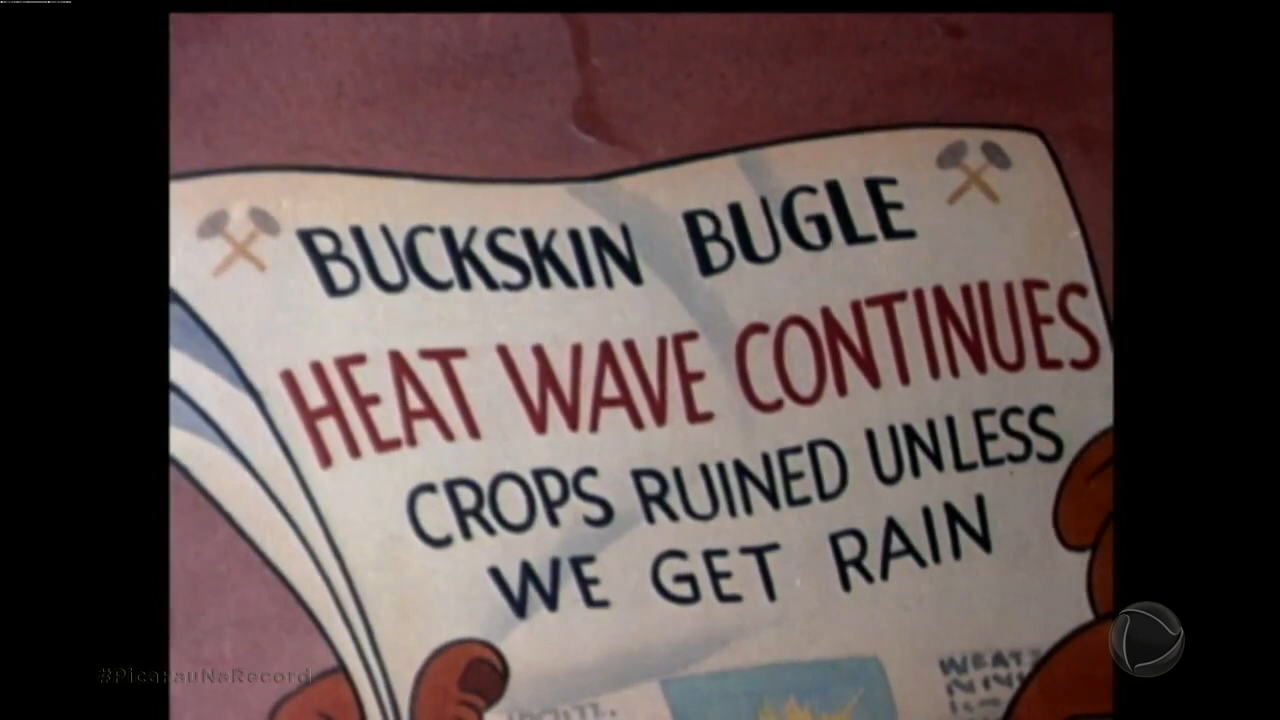 BUCKSKIN BUGLE
HEAT WAVE CONTINUES
CROPS RUINED UNLESS
WE GET RAIN
#PicaPauNaRecord